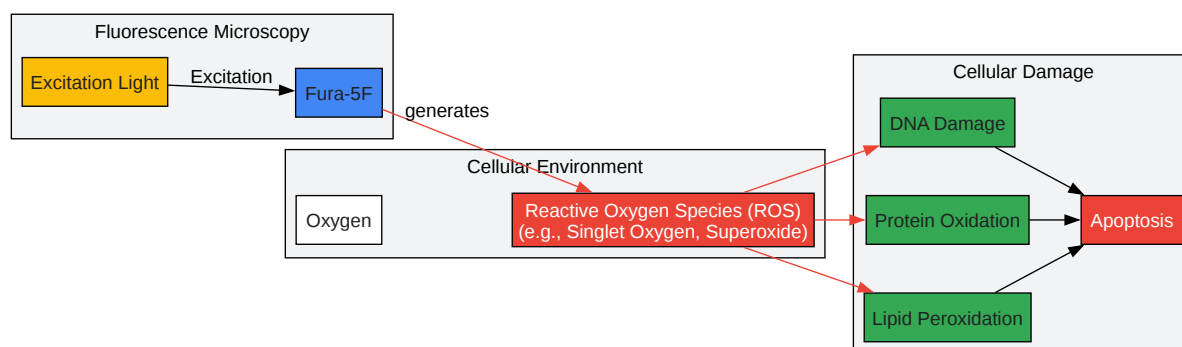 Fluorescence Microscopy
Excitation Light
Excitation
Fura-5F
generates
Cellular Environment
Oxygen
Reactive Oxygen Species (ROS)
(e.g., Singlet Oxygen, Superoxide)
Cellular Damage
DNA Damage
Protein Oxidation
Lipid Peroxidation
Apoptosis